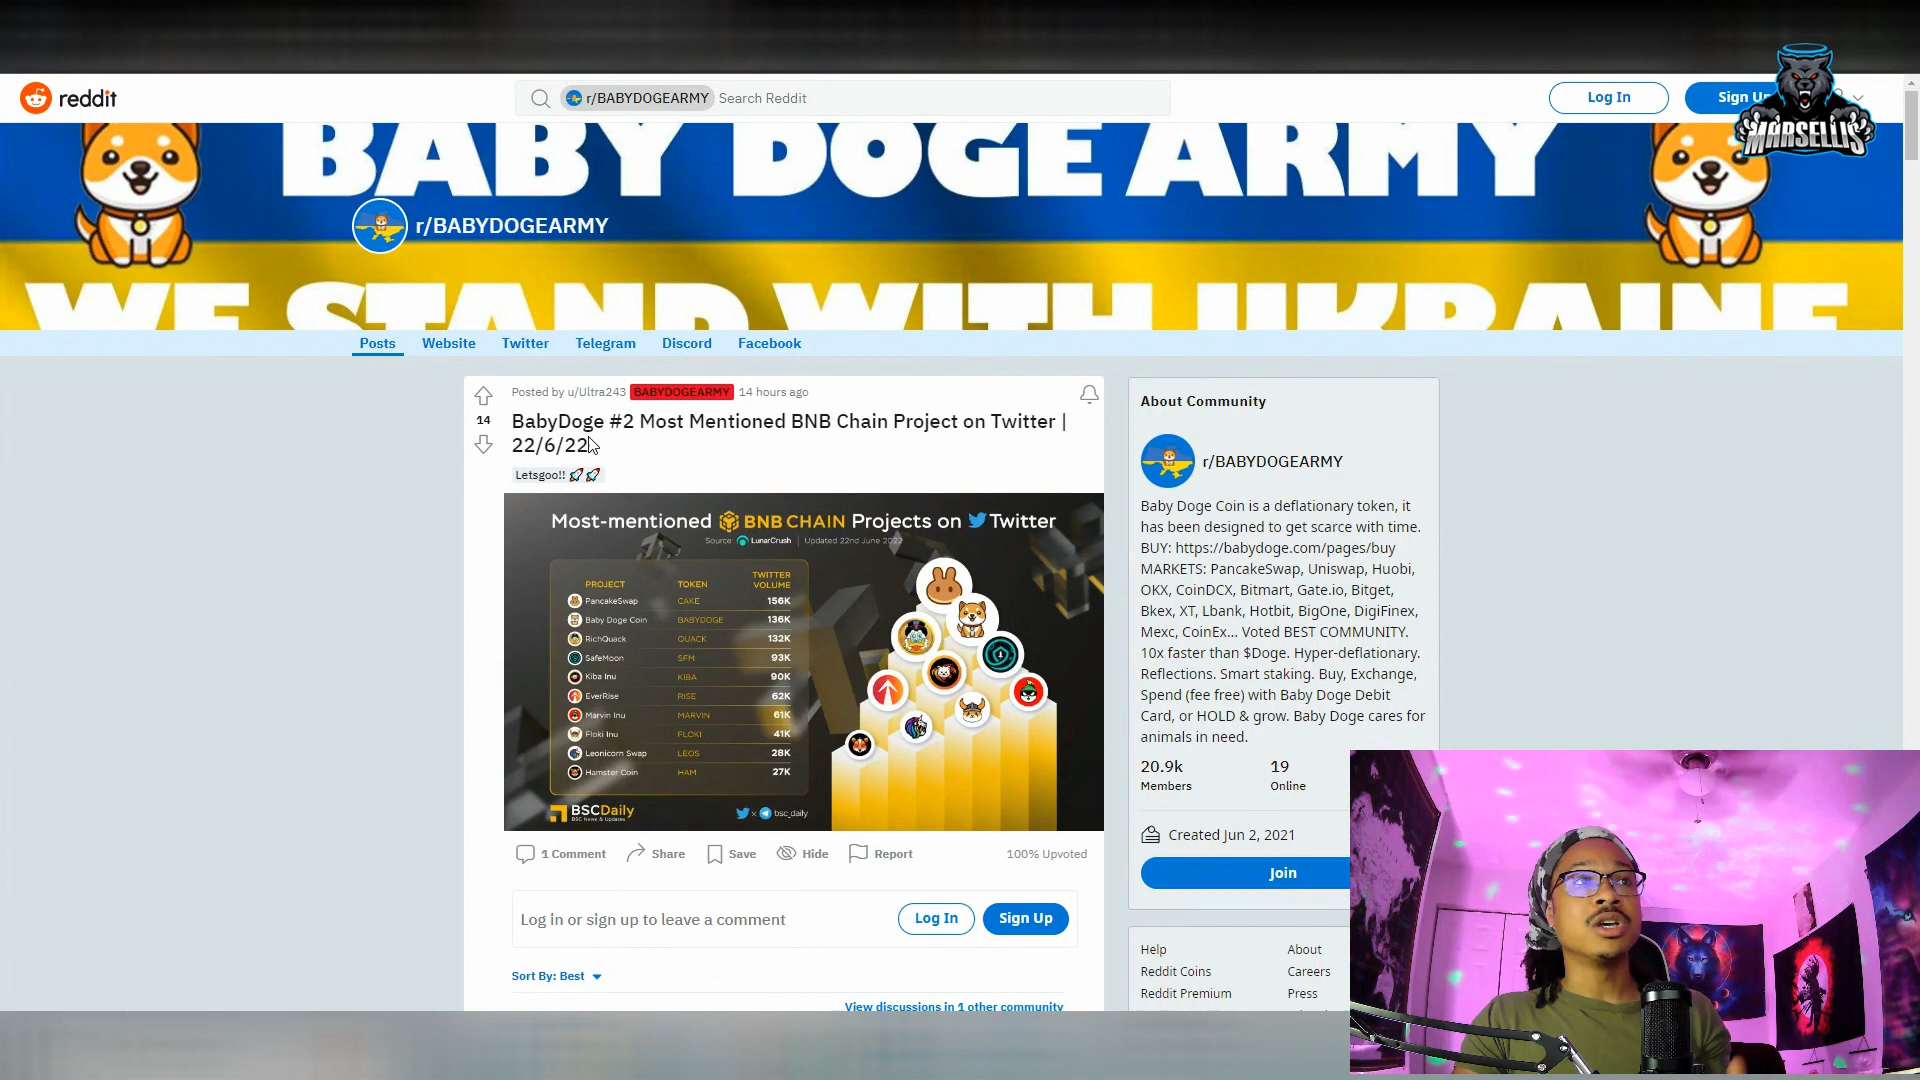 reddit
r/BABYDOGEARMY Search Reddit
Log In
Sign Up
MARSELLIS
BABY DOGE ARMY
r/BABYDOGEARMY
WE STAND WITH UKRAINE
Posts Website Twitter Telegram Discord Facebook
Posted by u/Ultra243 BABYDOGEARMY 14 hours ago
14
BabyDoge #2 Most Mentioned BNB Chain Project on Twitter |
22/6/22
Letsgoo!! 🚀🚀
Most-mentioned BNB CHAIN Projects on Twitter
Source: LunarCrush | Updated 22nd June 2022
PROJECT TOKEN TWITTER VOLUME
PancakeSwap CAKE 156K
Baby Doge Coin BABYDOGE 136K
RichQuack QUACK 132K
SafeMoon SFM 93K
Kiba Inu KIBA 90K
EverRise RISE 62K
Marvin Inu MARVIN 61K
Floki Inu FLOKI 41K
Leonicorn Swap LEOS 28K
Hamster Coin HAM 27K
BSCDaily
BSC News & Updates
x bsc_daily
1 Comment Share Save Hide Report 100% Upvoted
Log in or sign up to leave a comment Log In Sign Up
Sort By: Best
View discussions in 1 other community
About Community
r/BABYDOGEARMY
Baby Doge Coin is a deflationary token, it
has been designed to get scarce with time.
BUY: https://babydoge.com/pages/buy
MARKETS: PancakeSwap, Uniswap, Huobi,
OKX, CoinDCX, Bitmart, Gate.io, Bitget,
Bkex, XT, Lbank, Hotbit, BigOne, DigiFinex,
Mexc, CoinEx... Voted BEST COMMUNITY.
10x faster than $Doge. Hyper-deflationary.
Reflections. Smart staking. Buy, Exchange,
Spend (fee free) with Baby Doge Debit
Card, or HOLD & grow. Baby Doge cares for
animals in need.
20.9k 19
Members Online
Created Jun 2, 2021
Join
Help About
Reddit Coins Careers
Reddit Premium Press